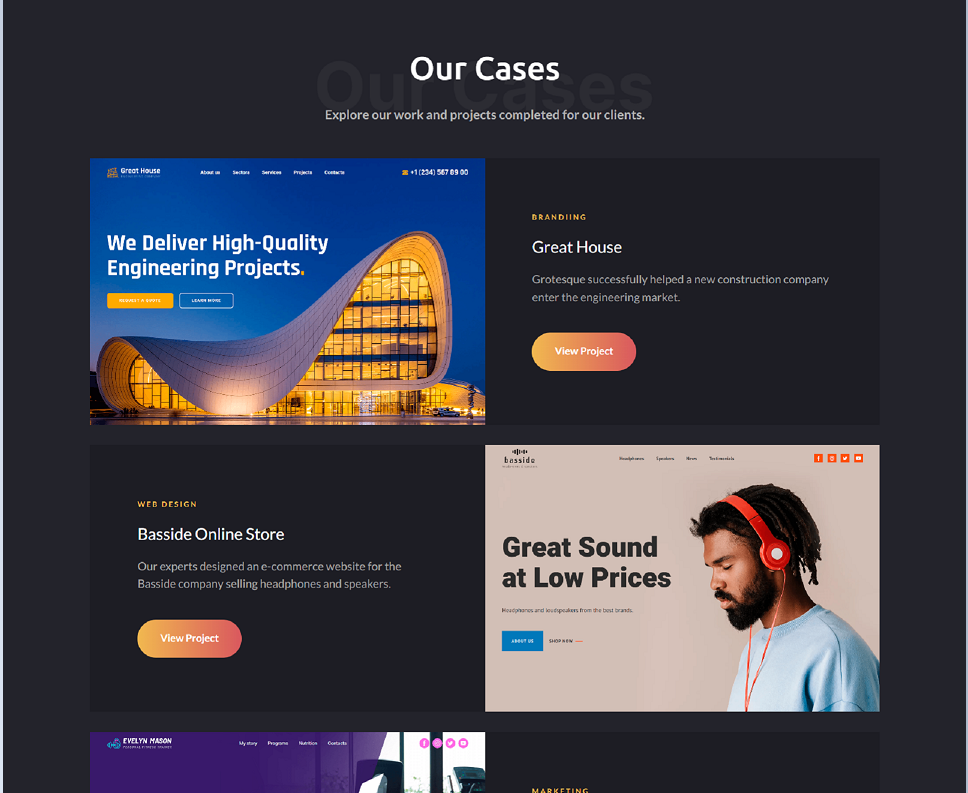 Our Cases
Our Cases
Explore our work and projects completed for our clients.
Great House
About us Sectors Services Projects Contacts
+1 (234) 567 89 00
We Deliver High-Quality
Engineering Projects.
REQUEST A QUOTE LEARN MORE
BRANDIING
Great House
Grotesque successfully helped a new construction company
enter the engineering market.
View Project
WEB DESIGN
Basside Online Store
Our experts designed an e-commerce website for the
Basside company selling headphones and speakers.
View Project
basside
Headphones Speakers News Testimonials
Great Sound
at Low Prices
Headphones and loudspeakers from the best brands.
ABOUT US SHOP NOW
EVELYN MASON
PERSONAL FITNESS TRAINER
My story Programs Nutrition Contacts
MARKETING